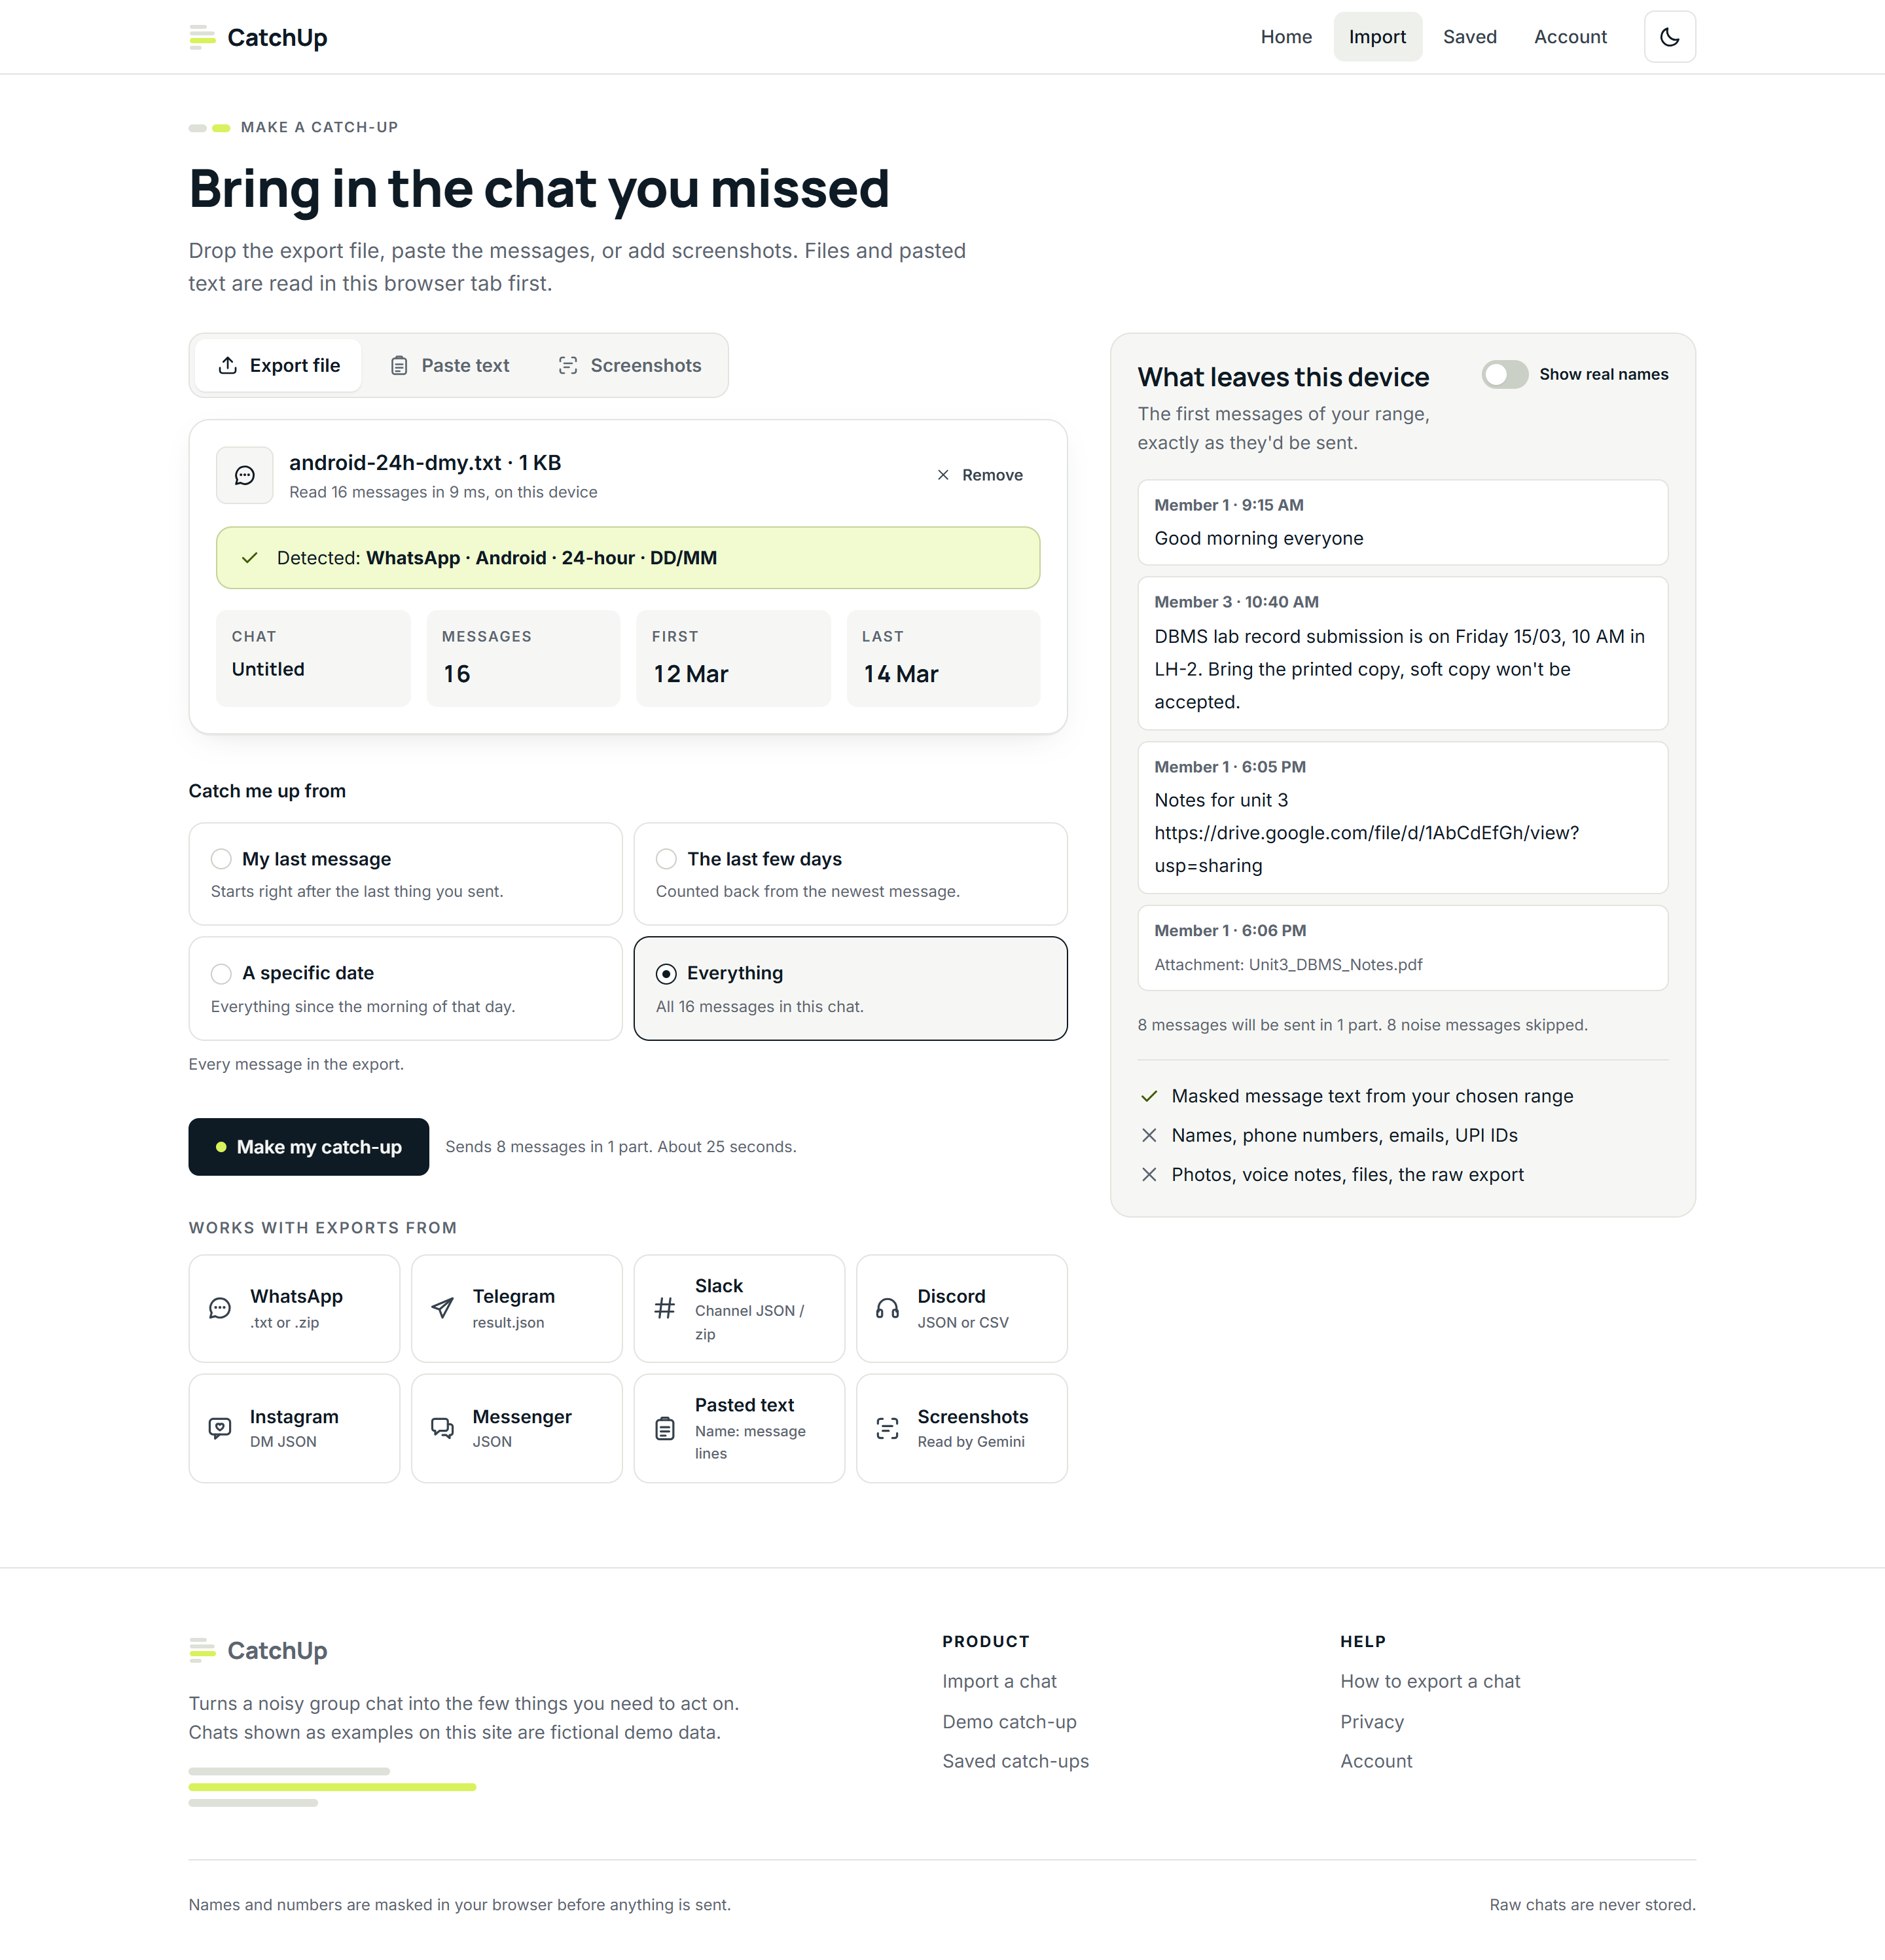 CatchUp
Home
Import
Saved
Account
MAKE A CATCH-UP
Bring in the chat you missed
Drop the export file, paste the messages, or add screenshots. Files and pasted
text are read in this browser tab first.
Export file
Paste text
Screenshots
android-24h-dmy.txt · 1 KB
Read 16 messages in 9 ms, on this device
Remove
Detected: WhatsApp · Android · 24-hour · DD/MM
CHAT
Untitled
MESSAGES
16
FIRST
12 Mar
LAST
14 Mar
Catch me up from
My last message
Starts right after the last thing you sent.
The last few days
Counted back from the newest message.
A specific date
Everything since the morning of that day.
Everything
All 16 messages in this chat.
Every message in the export.
Make my catch-up
Sends 8 messages in 1 part. About 25 seconds.
WORKS WITH EXPORTS FROM
WhatsApp
.txt or .zip
Telegram
result.json
Slack
Channel JSON /
zip
Discord
JSON or CSV
Instagram
DM JSON
Messenger
JSON
Pasted text
Name: message
lines
Screenshots
Read by Gemini
What leaves this device
Show real names
The first messages of your range,
exactly as they'd be sent.
Member 1 · 9:15 AM
Good morning everyone
Member 3 · 10:40 AM
DBMS lab record submission is on Friday 15/03, 10 AM in
LH-2. Bring the printed copy, soft copy won't be
accepted.
Member 1 · 6:05 PM
Notes for unit 3
https://drive.google.com/file/d/1AbCdEfGh/view?
usp=sharing
Member 1 · 6:06 PM
Attachment: Unit3_DBMS_Notes.pdf
8 messages will be sent in 1 part. 8 noise messages skipped.
Masked message text from your chosen range
Names, phone numbers, emails, UPI IDs
Photos, voice notes, files, the raw export
CatchUp
Turns a noisy group chat into the few things you need to act on.
Chats shown as examples on this site are fictional demo data.
PRODUCT
Import a chat
Demo catch-up
Saved catch-ups
HELP
How to export a chat
Privacy
Account
Names and numbers are masked in your browser before anything is sent.
Raw chats are never stored.